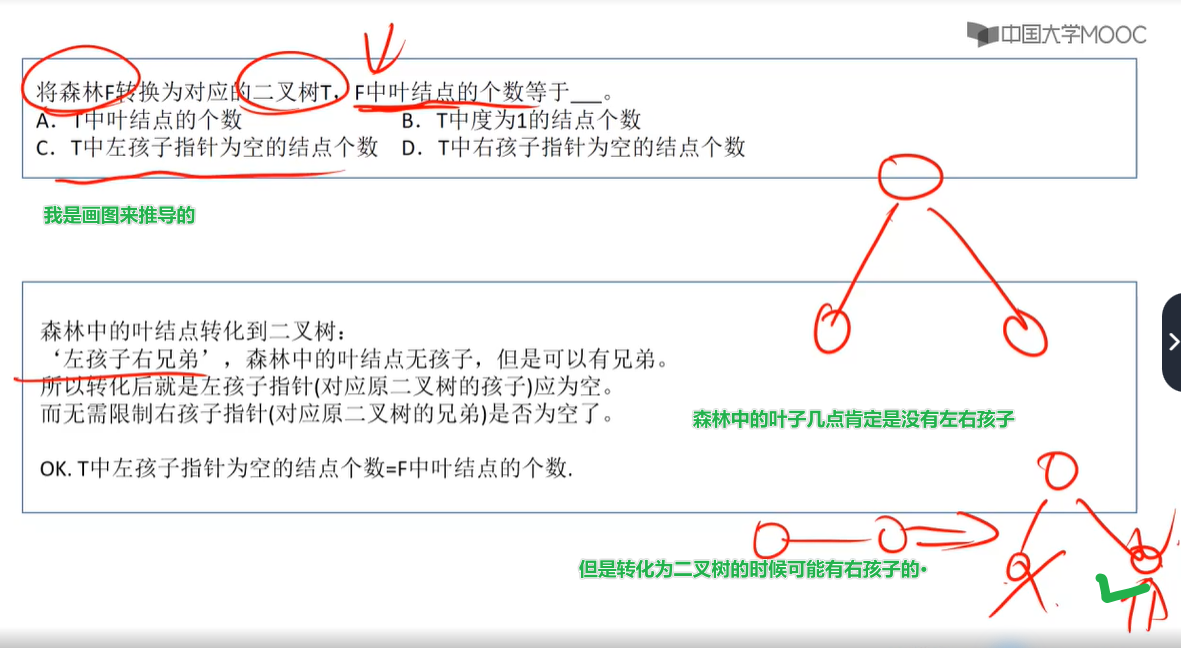 中国大学MOOC
将森林F转换为对应的二叉树T，F中叶结点的个数等于___。
A．T中叶结点的个数 B．T中度为1的结点个数
C．T中左孩子指针为空的结点个数 D．T中右孩子指针为空的结点个数
我是画图来推导的
森林中的叶结点转化到二叉树：
‘左孩子右兄弟’，森林中的叶结点无孩子，但是可以有兄弟。
所以转化后就是左孩子指针(对应原二叉树的孩子)应为空。
而无需限制右孩子指针(对应原二叉树的兄弟)是否为空了。
森林中的叶子几点肯定是没有左右孩子
OK. T中左孩子指针为空的结点个数=F中叶结点的个数.
但是转化为二叉树的时候可能有右孩子的·